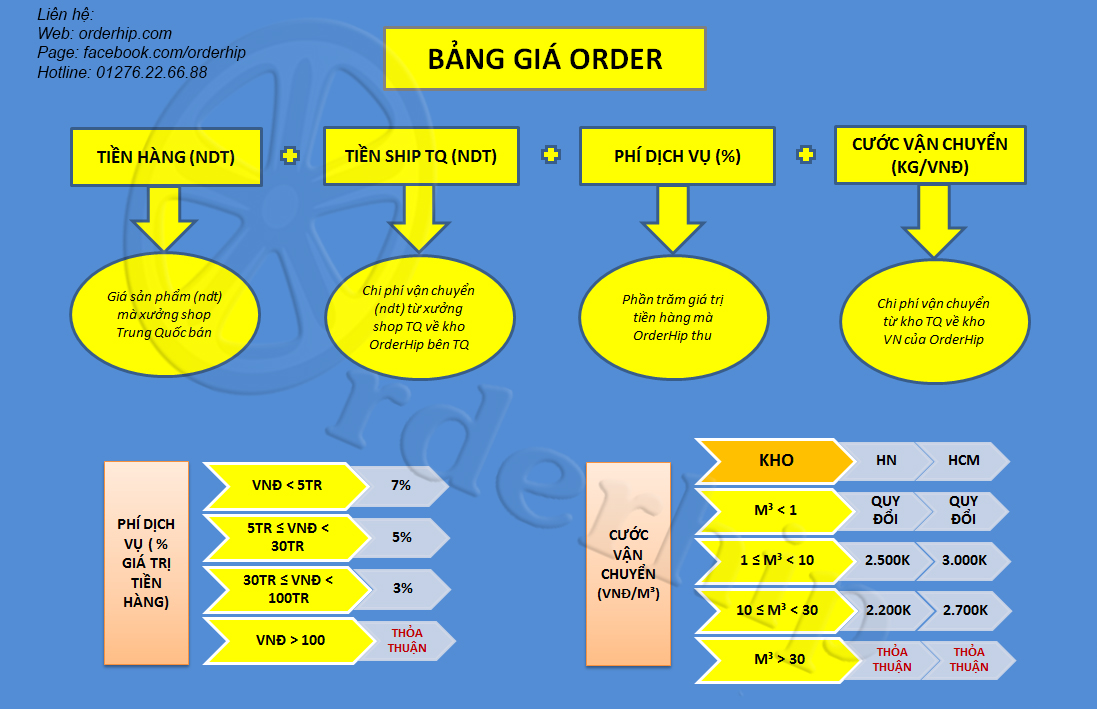 Liên hệ:
Web: orderhip.com
Page: facebook.com/orderhip
Hotline: 01276.22.66.88
BẢNG GIÁ ORDER
TIỀN HÀNG (NDT)
TIỀN SHIP TQ (NDT)
PHÍ DỊCH VỤ (%)
CƯỚC VẬN CHUYỂN
(KG/VNĐ)
Giá sản phẩm (ndt)
mà xưởng shop
Trung Quốc bán
Chi phí vận chuyển
(ndt) từ xưởng
shop TQ về kho
OrderHip bên TQ
Phần trăm giá trị
tiền hàng mà
OrderHip thu
Chi phí vận chuyển
từ kho TQ về kho
VN của OrderHip
PHÍ DỊCH
VỤ ( %
GIÁ TRỊ
TIỀN
HÀNG)
VNĐ < 5TR
7%
5TR ≤ VNĐ <
30TR
5%
30TR ≤ VNĐ <
100TR
3%
VNĐ > 100
THỎA
THUẬN
CƯỚC
VẬN
CHUYỂN
(VNĐ/M³)
KHO
HN
HCM
M³ < 1
QUY
ĐỔI
QUY
ĐỔI
1 ≤ M³ < 10
2.500K
3.000K
10 ≤ M³ < 30
2.200K
2.700K
M³ > 30
THỎA
THUẬN
THỎA
THUẬN
Orderhip